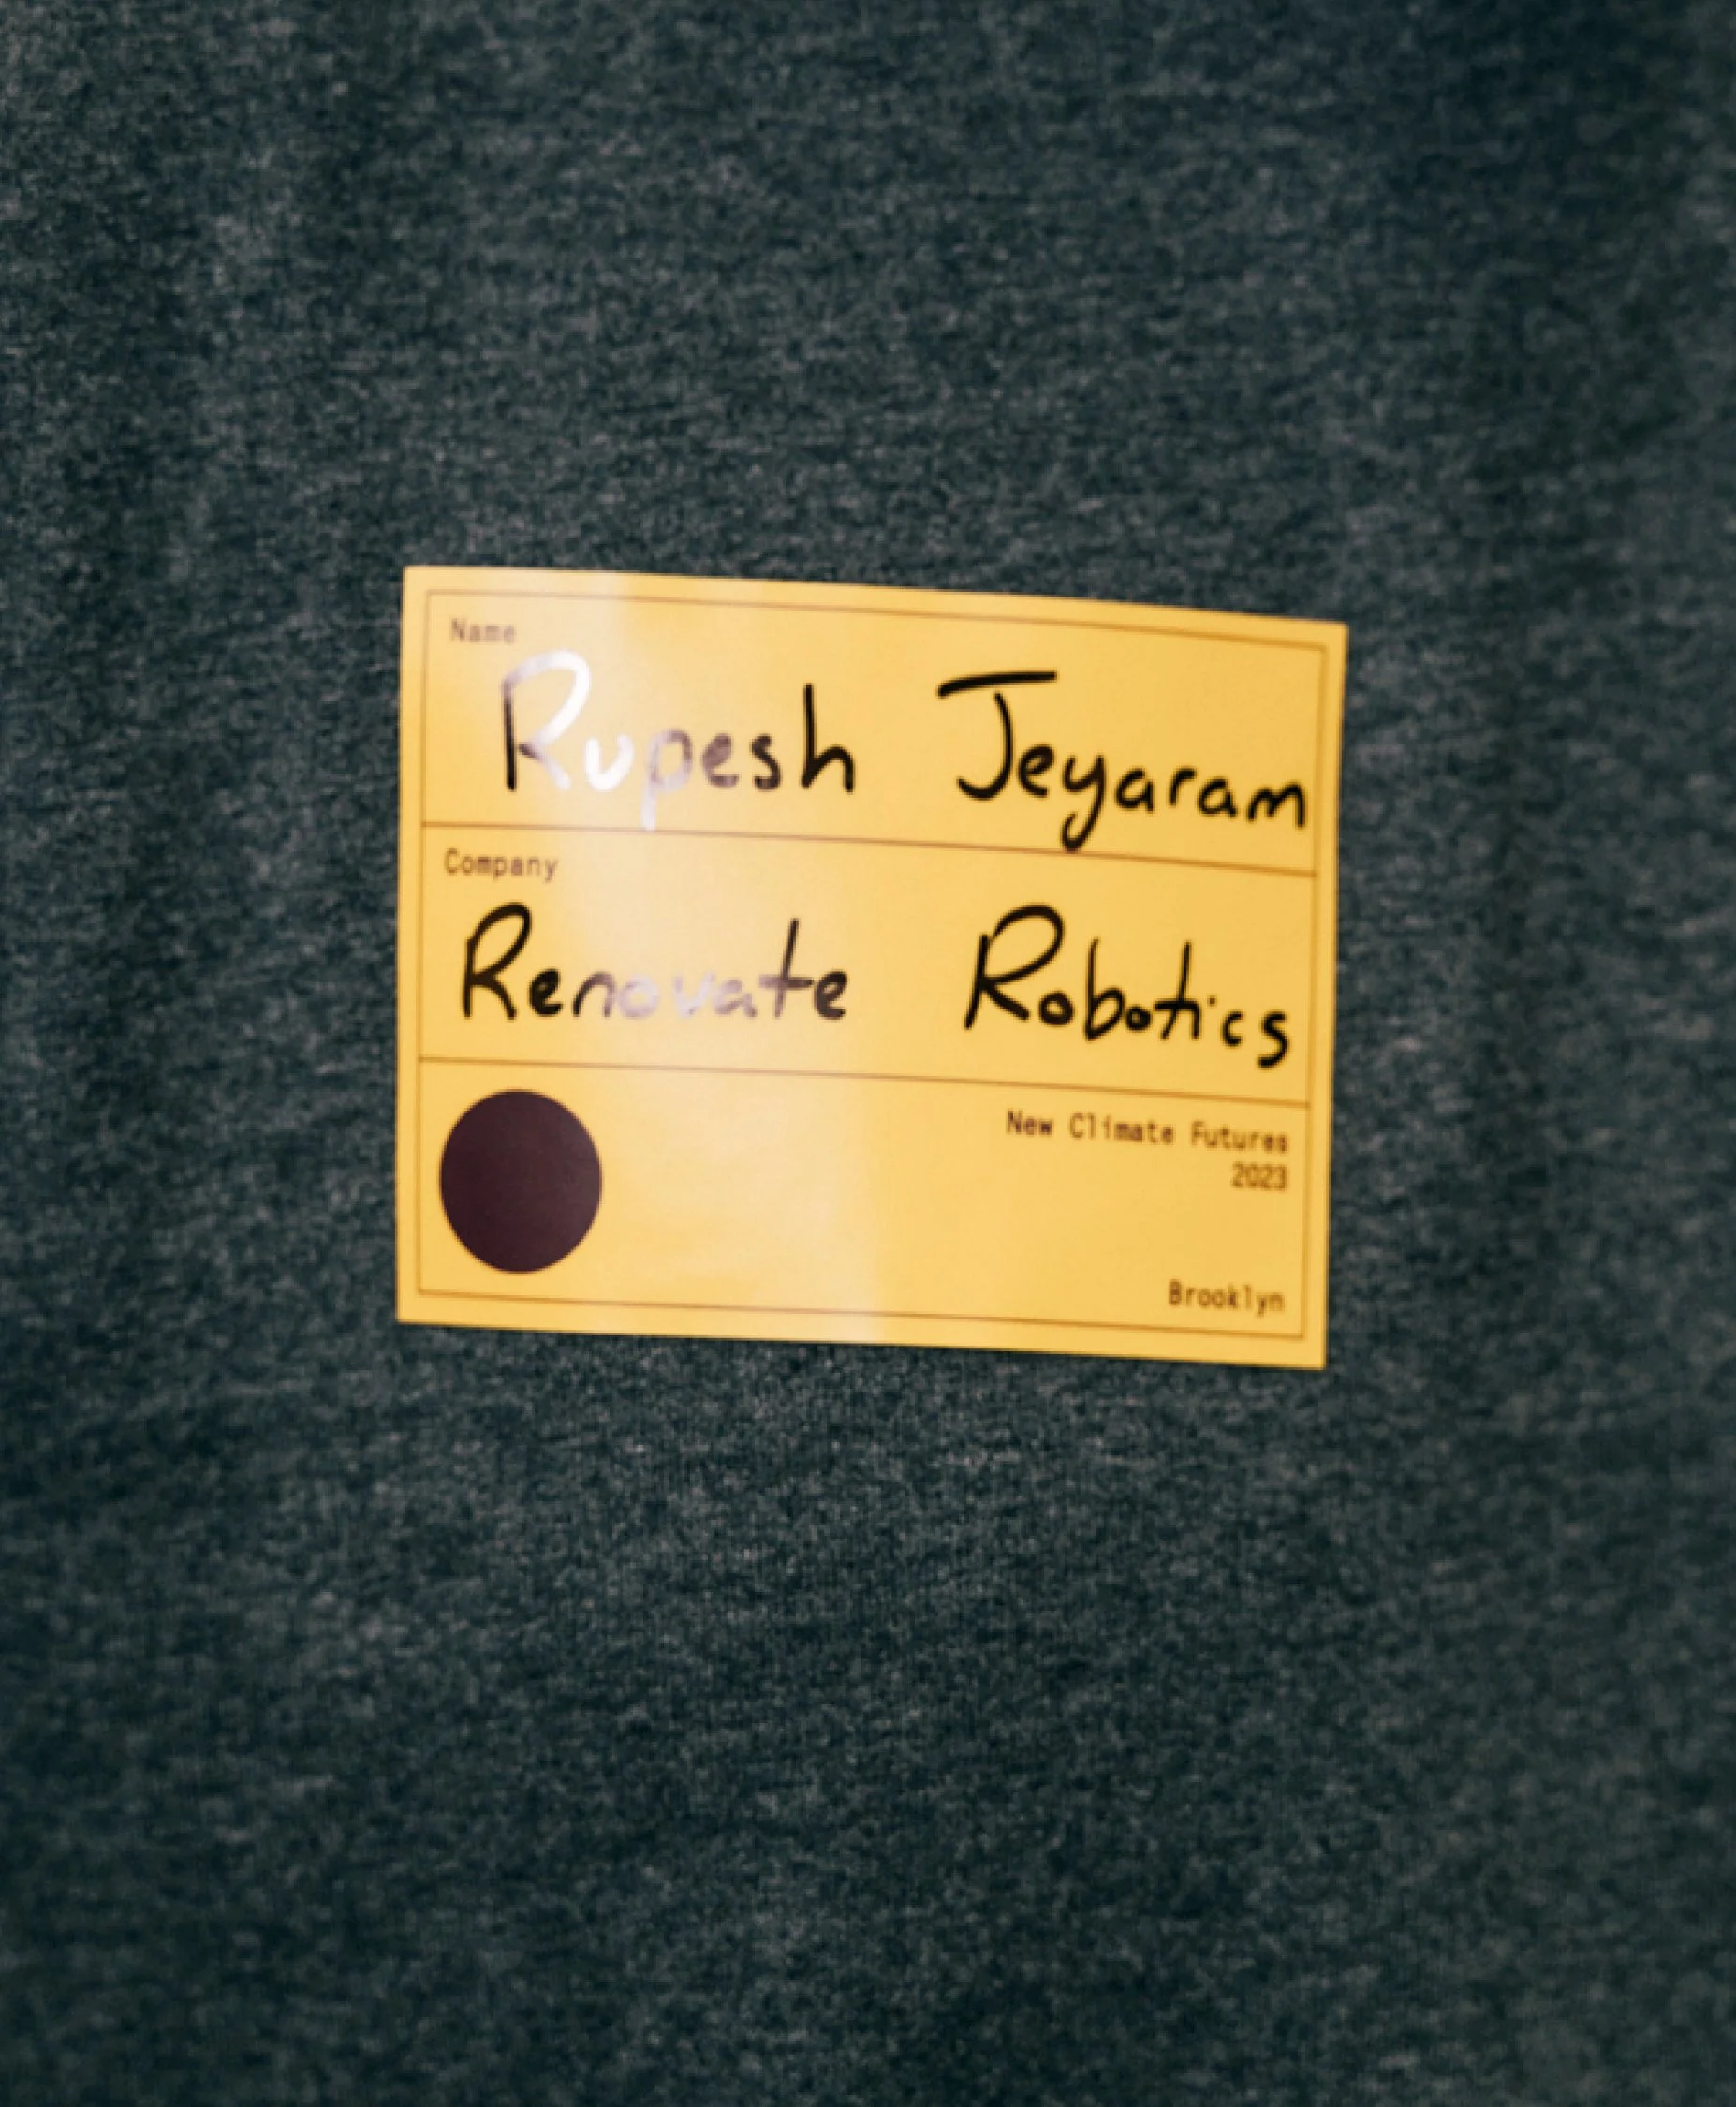 Name
Rupesh Jeyaram
Company
Renovate Robotics
New Climate Futures
2023
Brooklyn